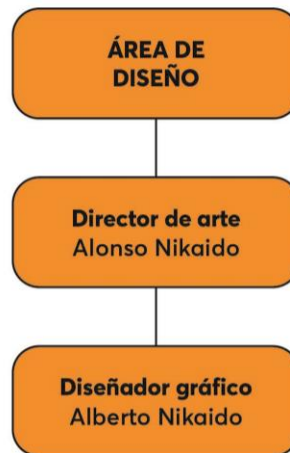 ÁREA DE
DISEÑO
Director de arte
Alonso Nikaido
Diseñador gráfico
Alberto Nikaido